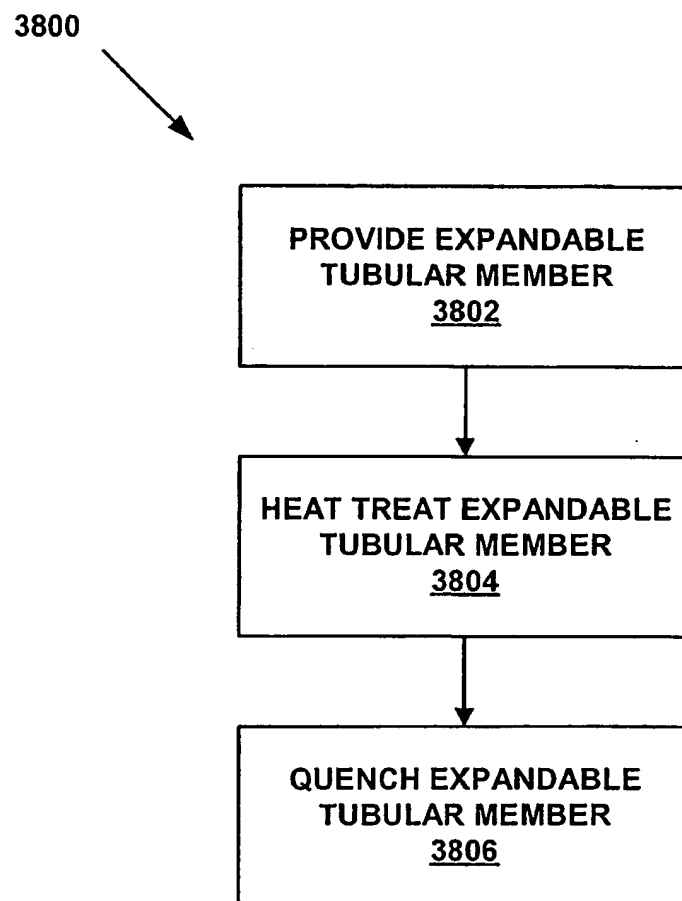 3800
PROVIDE EXPANDABLE
TUBULAR MEMBER
3802
HEAT TREAT EXPANDABLE
TUBULAR MEMBER
3804
QUENCH EXPANDABLE
TUBULAR MEMBER
3806